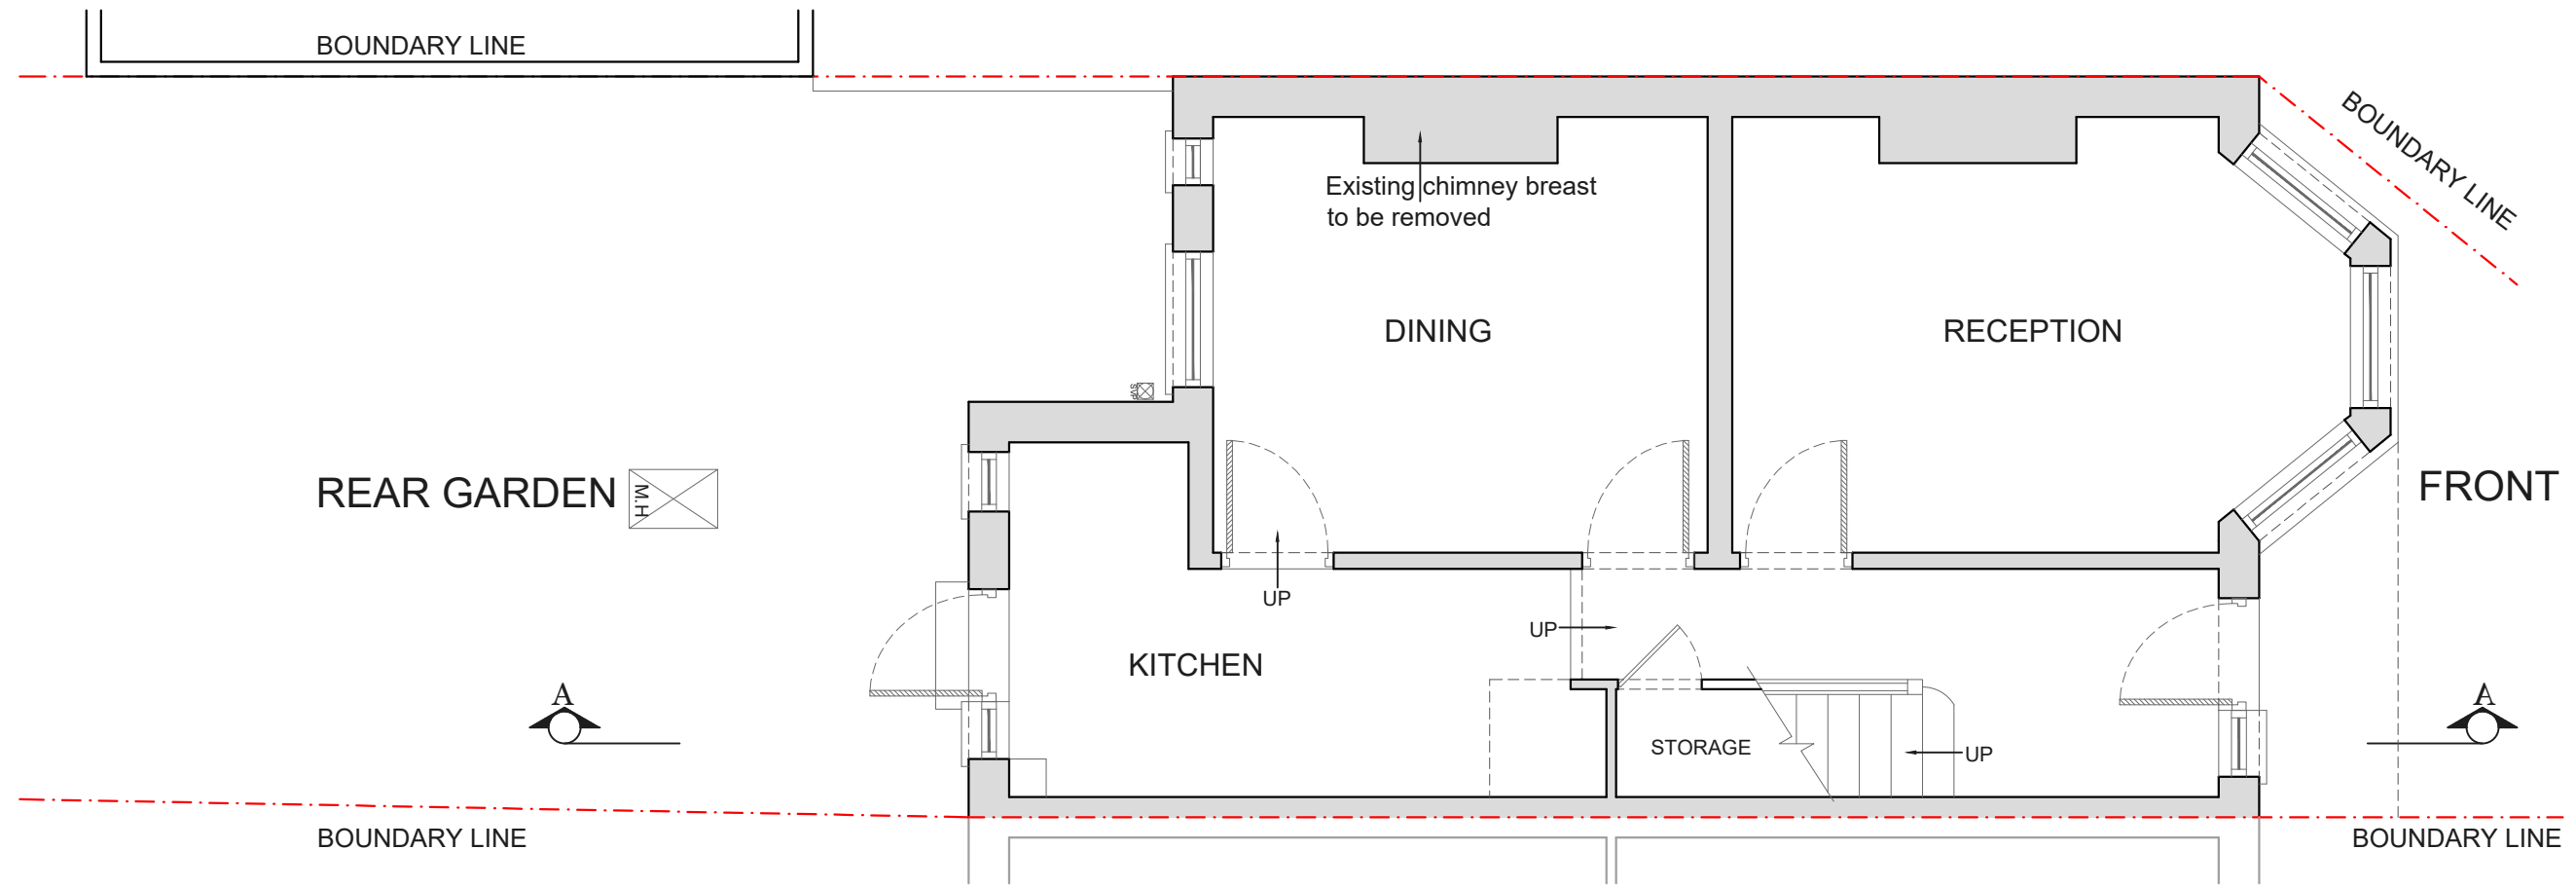 BOUNDARY LINE
BOUNDARY LINE
Existing chimney breast
to be removed
DINING
RECEPTION
SVP
REAR GARDEN
M.H
FRONT
UP
UP
KITCHEN
A
A
STORAGE
UP
BOUNDARY LINE
BOUNDARY LINE